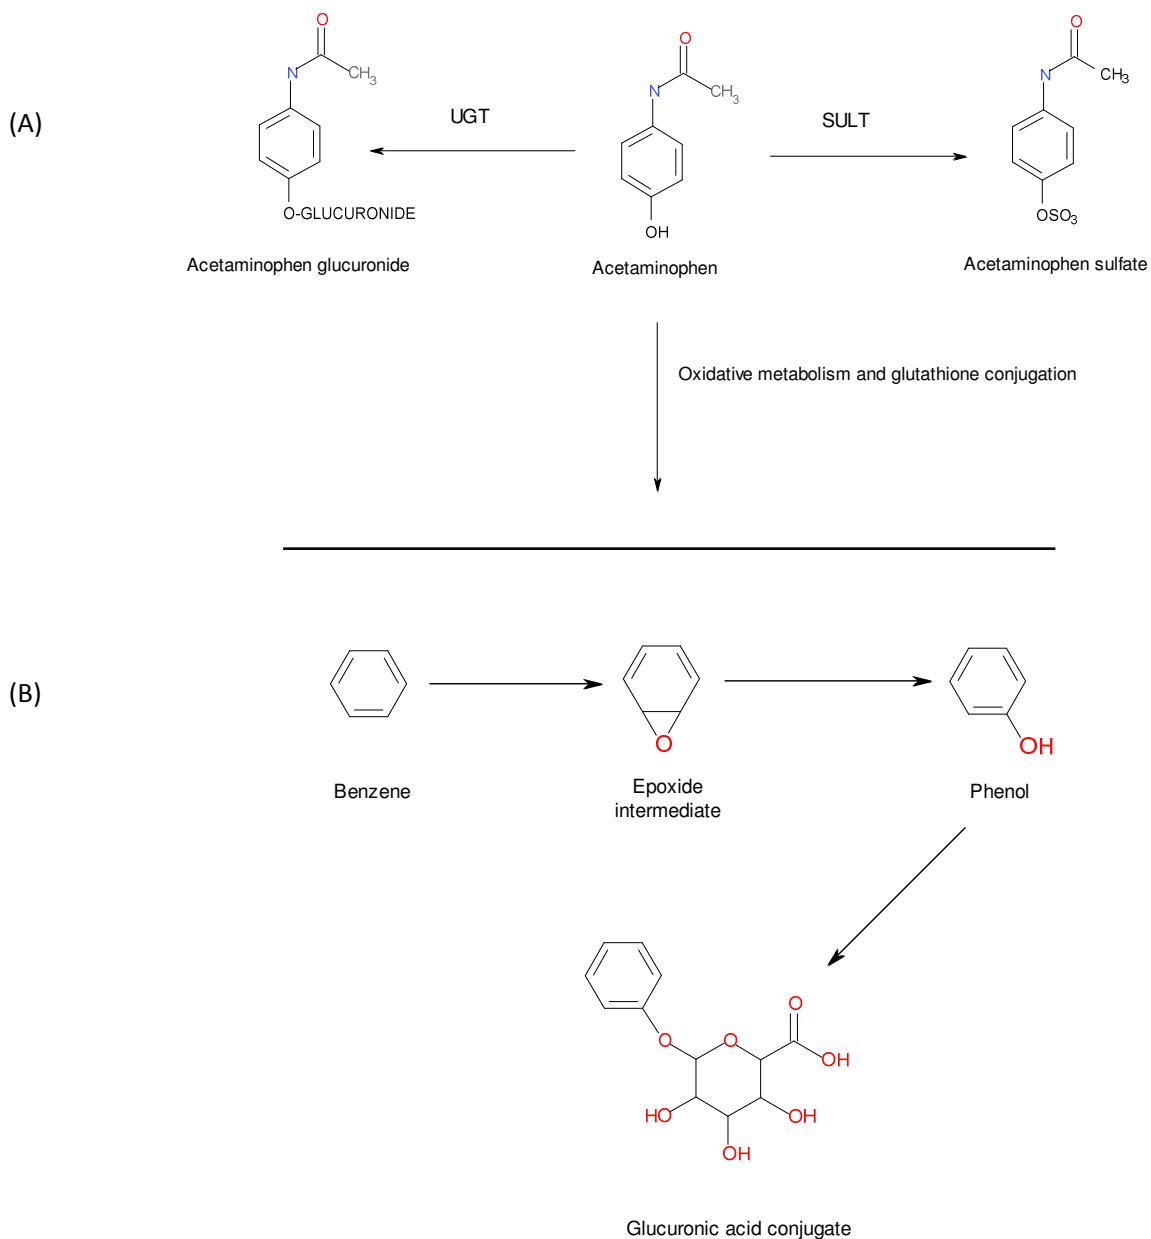 O
O
O
N
CH3
N
CH3
N
CH3
(A)
UGT
SULT
O-GLUCURONIDE
OH
OSO3
Acetaminophen glucuronide
Acetaminophen
Acetaminophen sulfate
Oxidative metabolism and glutathione conjugation
(B)
O
OH
Benzene
Epoxide
intermediate
Phenol
O
O
O
OH
HO
OH
OH
Glucuronic acid conjugate